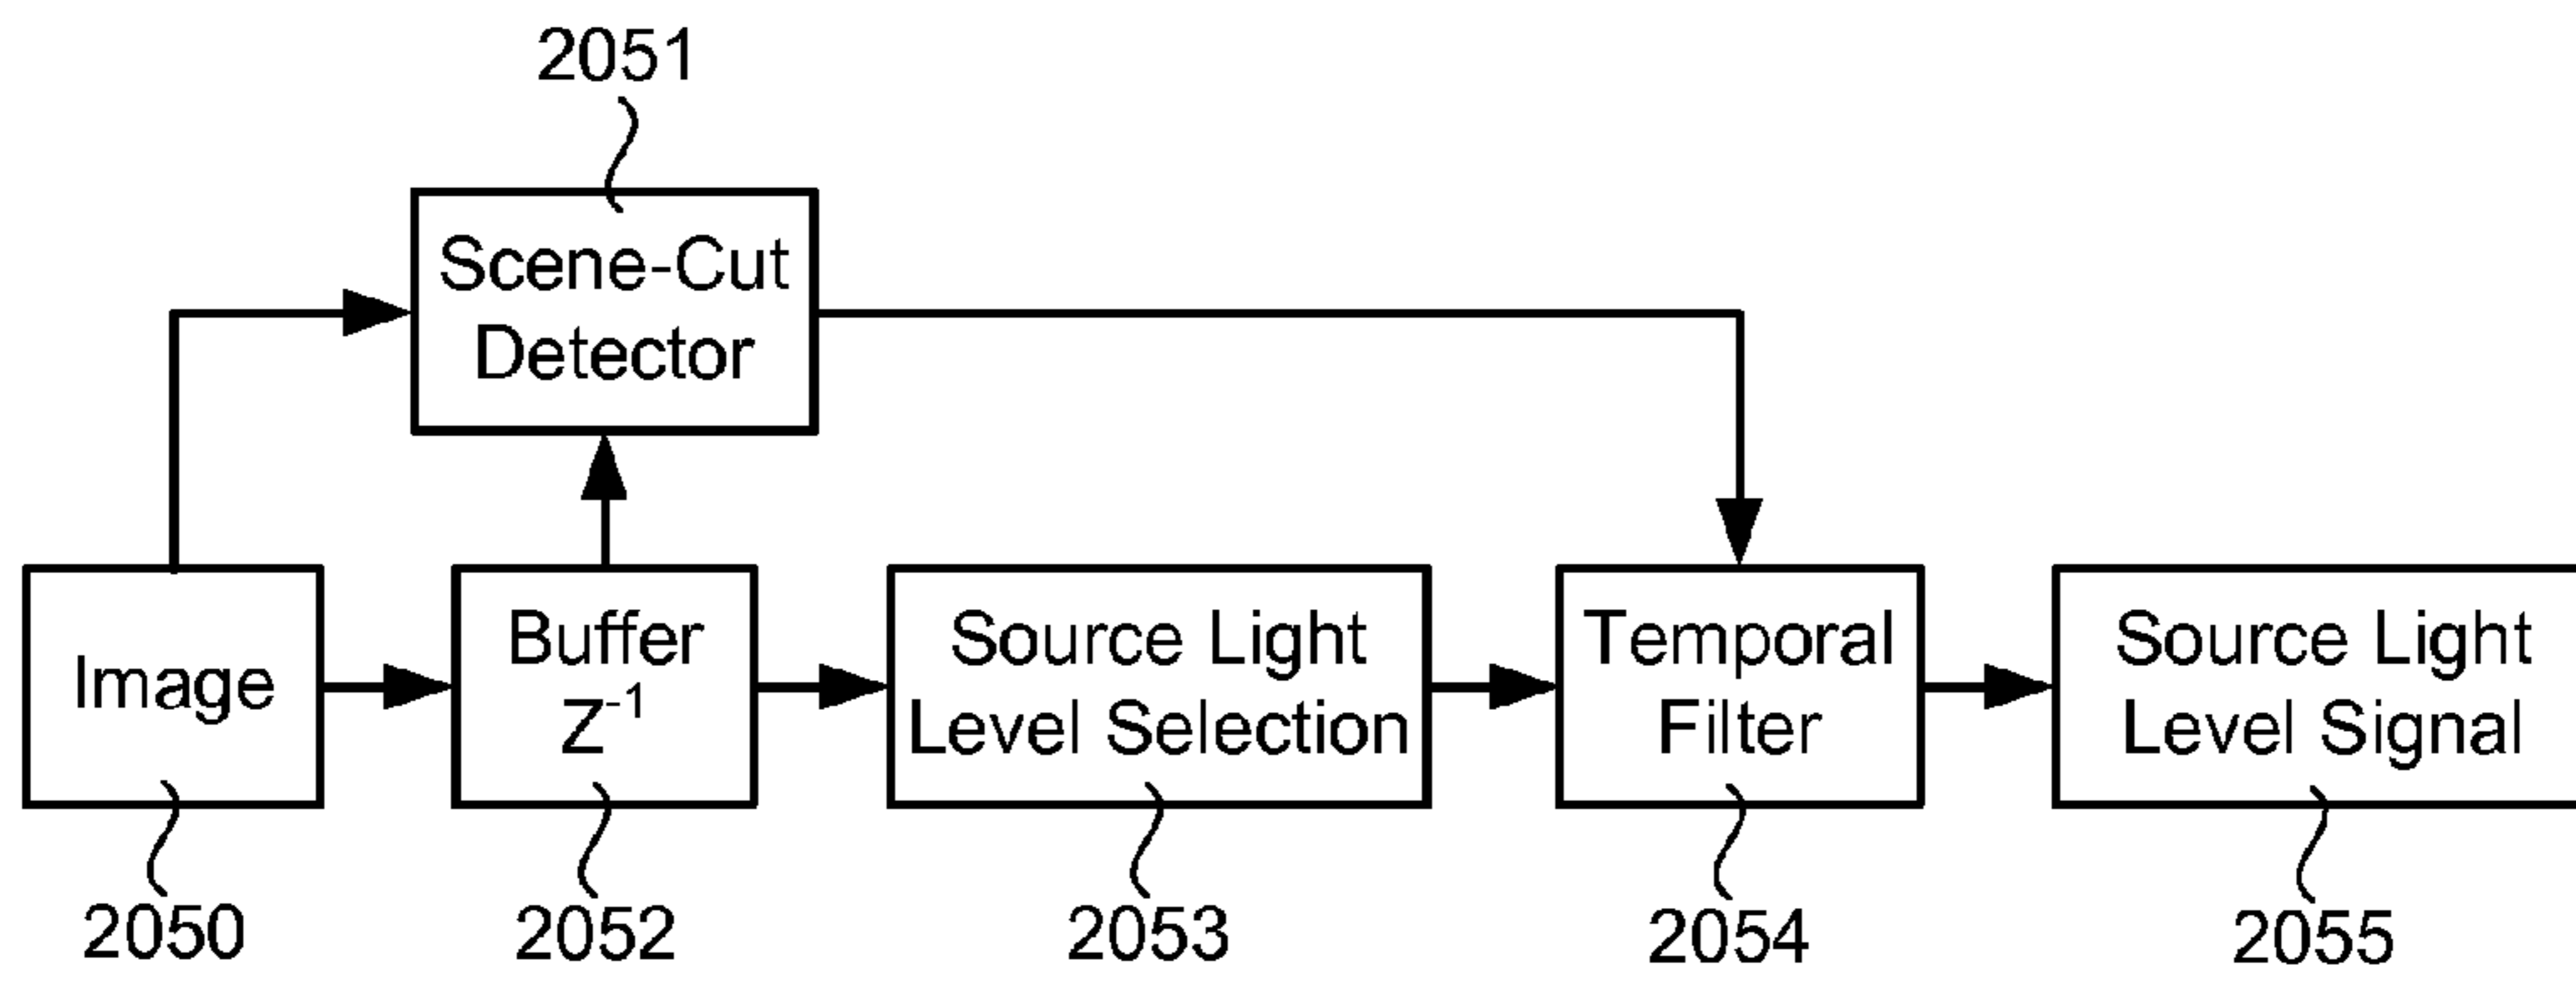 2051
Scene-Cut
Detector
Image
Buffer
Z⁻¹
Source Light
Level Selection
Temporal
Filter
Source Light
Level Signal
2050
2052
2053
2054
2055